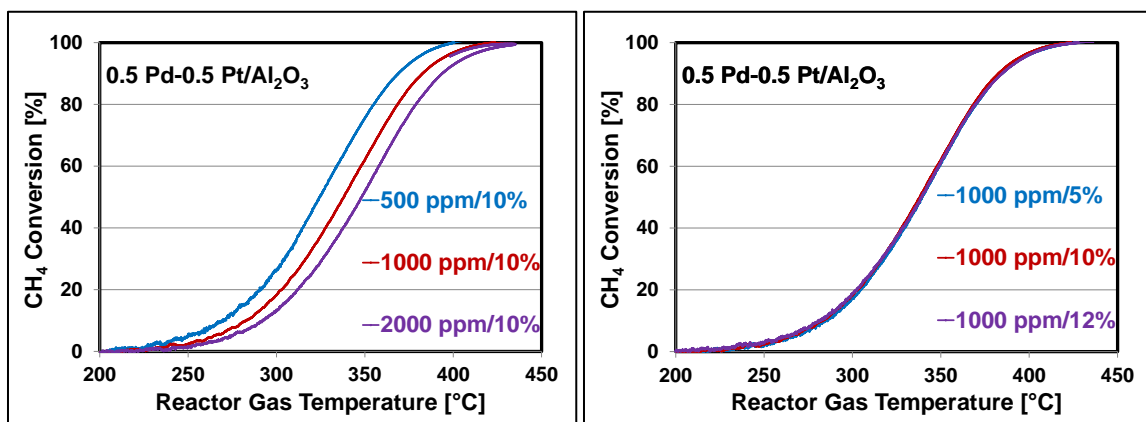 0.5 Pd-0.5 Pt/Al₂O₃
CH₄ Conversion [%]
100
80
60
40
20
0
500 ppm/10%
1000 ppm/10%
2000 ppm/10%
200 250 300 350 400 450
Reactor Gas Temperature [°C]
0.5 Pd-0.5 Pt/Al₂O₃
CH₄ Conversion [%]
100
80
60
40
20
0
1000 ppm/5%
1000 ppm/10%
1000 ppm/12%
200 250 300 350 400 450
Reactor Gas Temperature [°C]